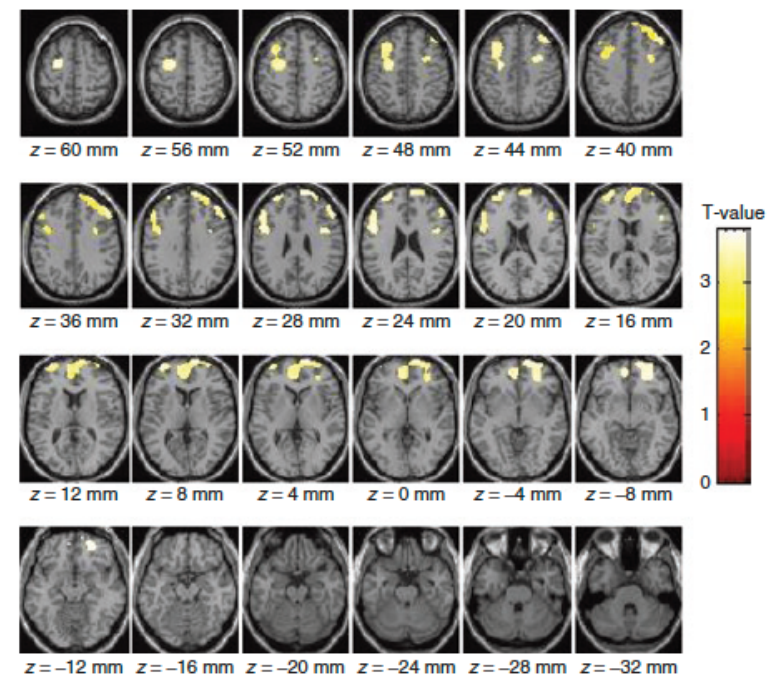 z = 60 mm z = 56 mm z = 52 mm z = 48 mm z = 44 mm z = 40 mm
T-value
z = 36 mm z = 32 mm z = 28 mm z = 24 mm z = 20 mm z = 16 mm
3
2
z = 12 mm z = 8 mm z = 4 mm z = 0 mm z = –4 mm z = –8 mm
1
0
z = –12 mm z = –16 mm z = –20 mm z = –24 mm z = –28 mm z = –32 mm